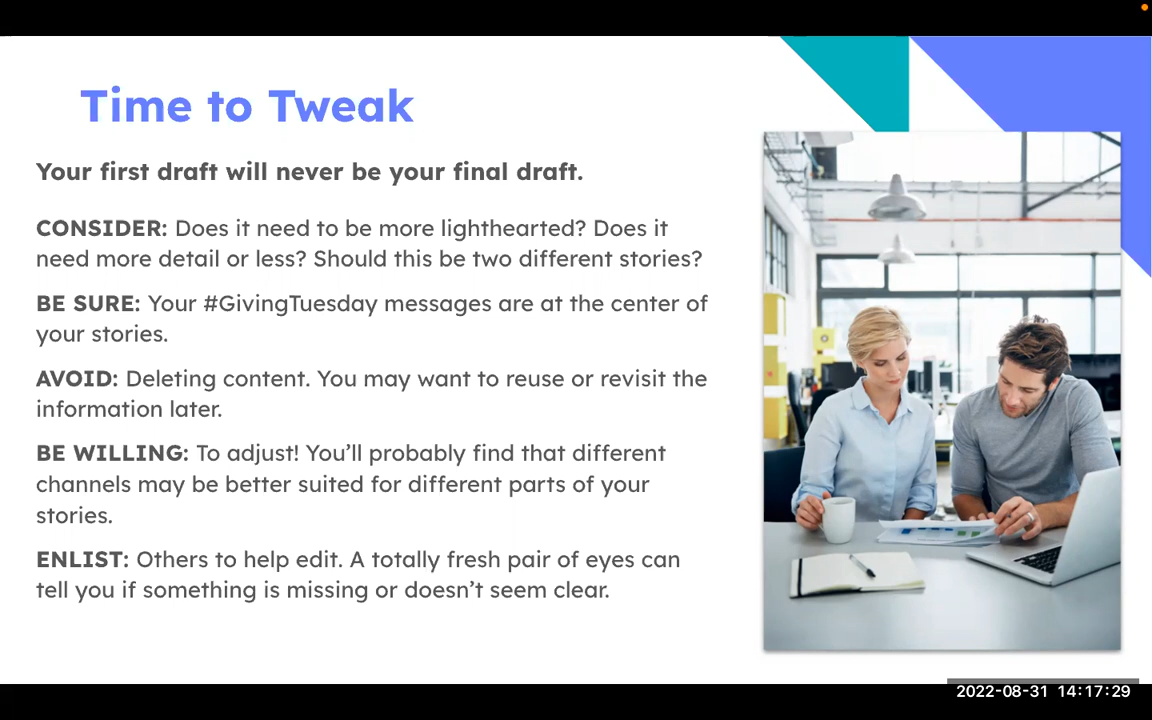 Time to Tweak
Your first draft will never be your final draft.
CONSIDER: Does it need to be more lighthearted? Does it
need more detail or less? Should this be two different stories?
BE SURE: Your #GivingTuesday messages are at the center of
your stories.
AVOID: Deleting content. You may want to reuse or revisit the
information later.
BE WILLING: To adjust! You’ll probably find that different
channels may be better suited for different parts of your
stories.
ENLIST: Others to help edit. A totally fresh pair of eyes can
tell you if something is missing or doesn’t seem clear.
2022-08-31 14:17:29